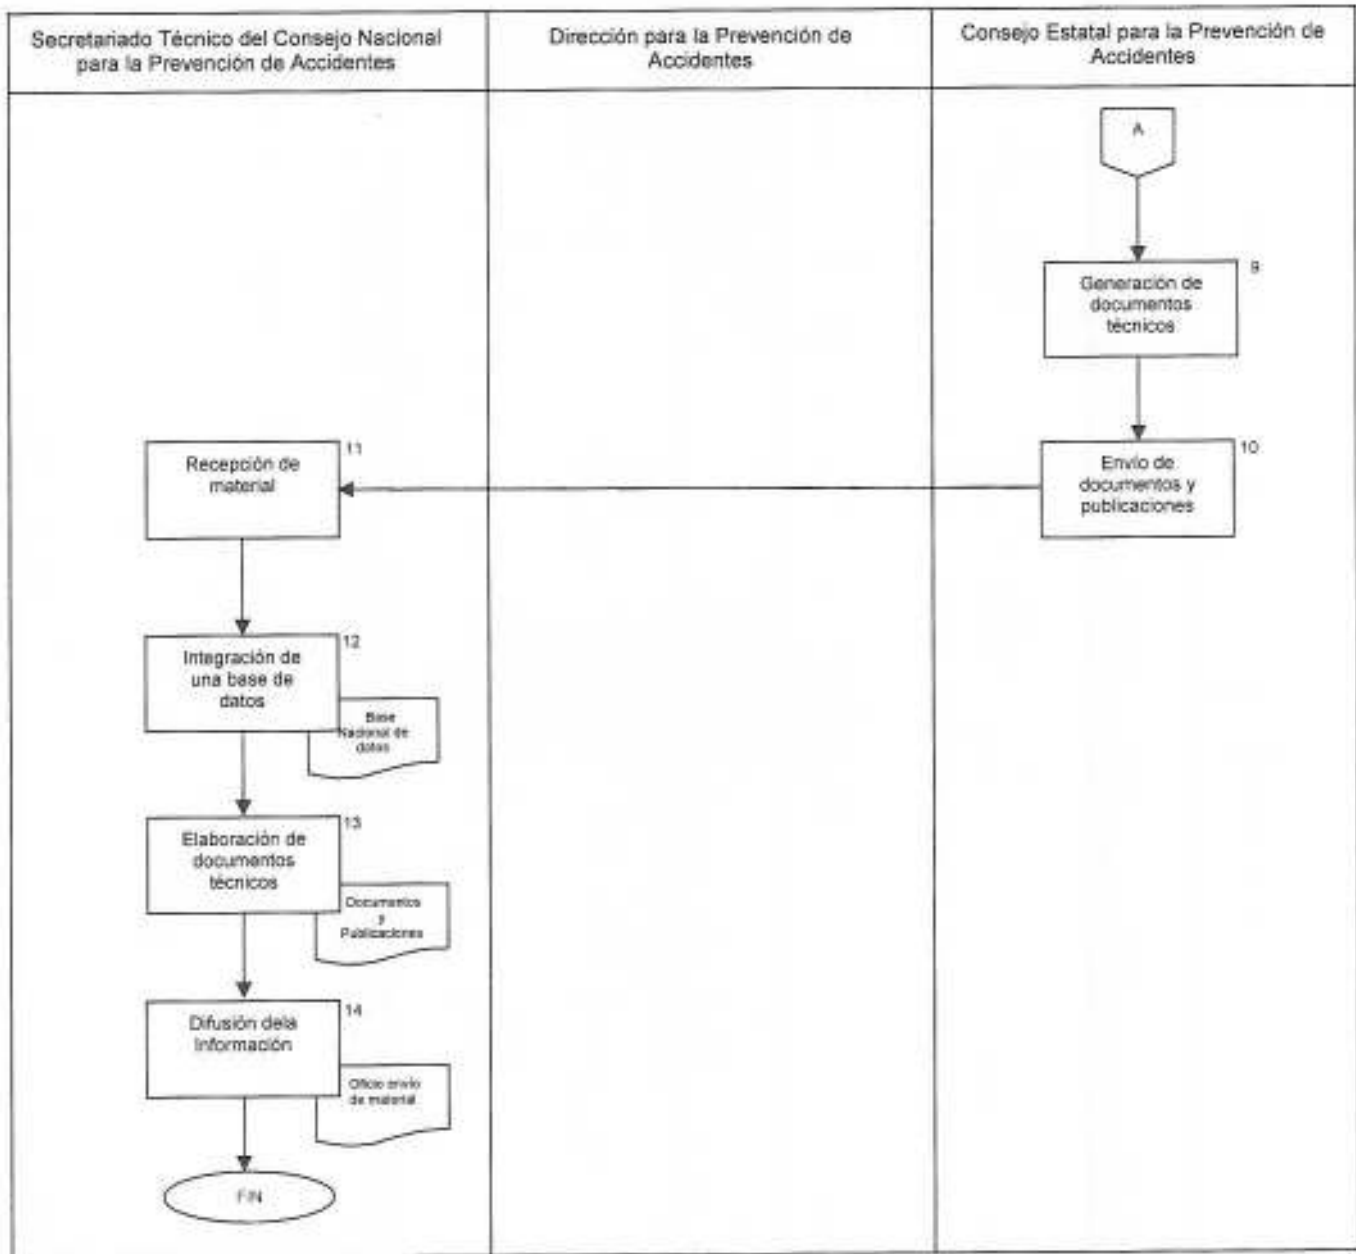 Secretariado Técnico del Consejo Nacional
para la Prevención de Accidentes
Dirección para la Prevención de
Accidentes
Consejo Estatal para la Prevención de
Accidentes
A
9
Generación de
documentos
técnicos
10
Envío de
documentos y
publicaciones
11
Recepción de
material
12
Integración de
una base de
datos
Base
Nacional de
datos
13
Elaboración de
documentos
técnicos
Documentos
y
Publicaciones
14
Difusión dela
Información
Oficio envío
de material
FIN